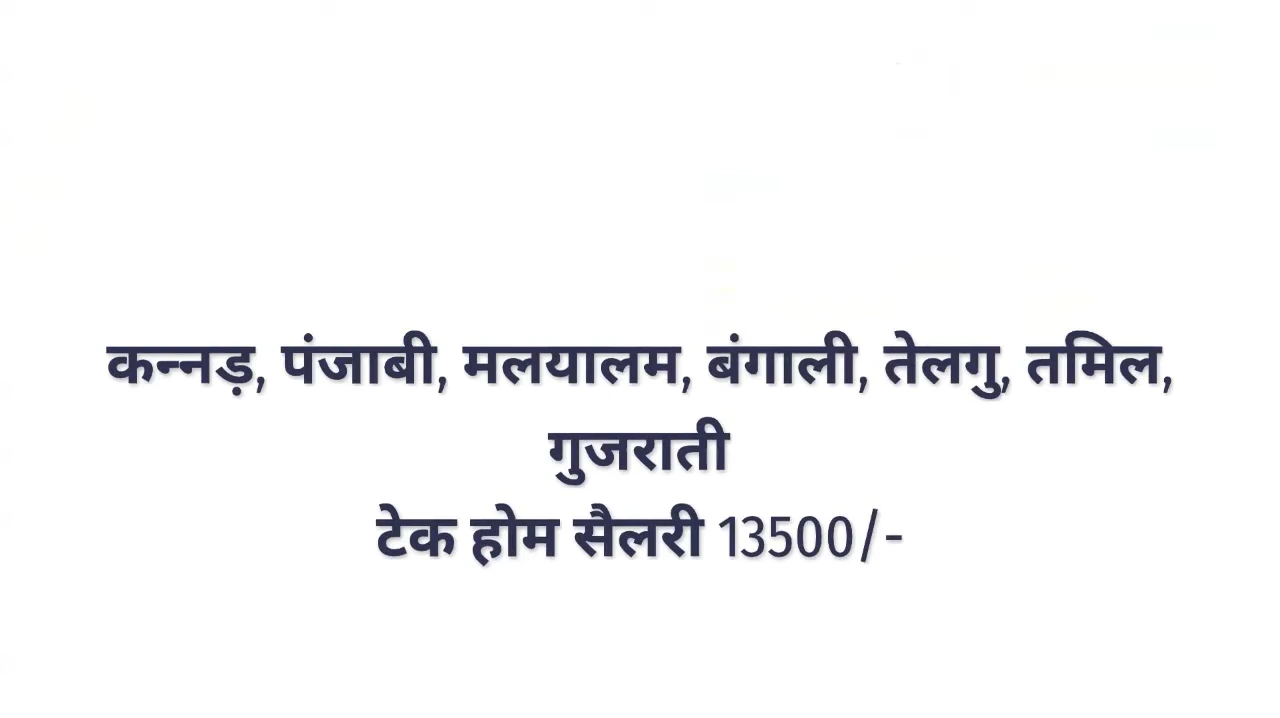 कन्नड़, पंजाबी, मलयालम, बंगाली, तेलगु, तमिल,
गुजराती
टेक होम सैलरी 13500/-